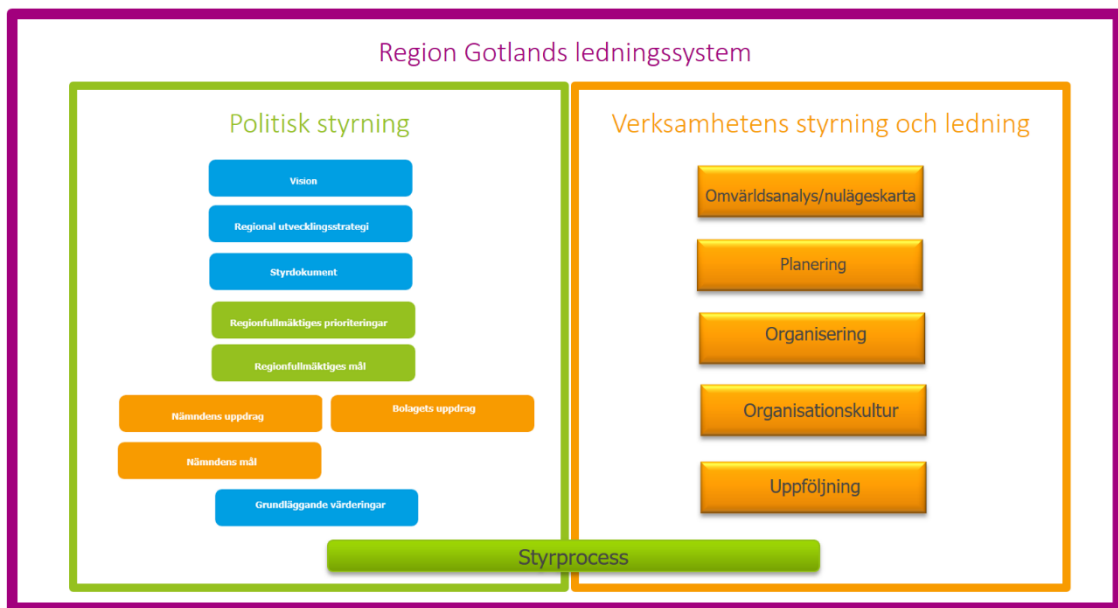 Region Gotlands ledningssystem
Politisk styrning
Vision
Regional utvecklingsstrategi
Styrdokument
Regionfullmäktiges prioriteringar
Regionfullmäktiges mål
Nämndens uppdrag
Bolagets uppdrag
Nämndens mål
Grundläggande värderingar
Verksamhetens styrning och ledning
Omvärldsanalys/nulägeskarta
Planering
Organisering
Organisationskultur
Uppföljning
Styrprocess